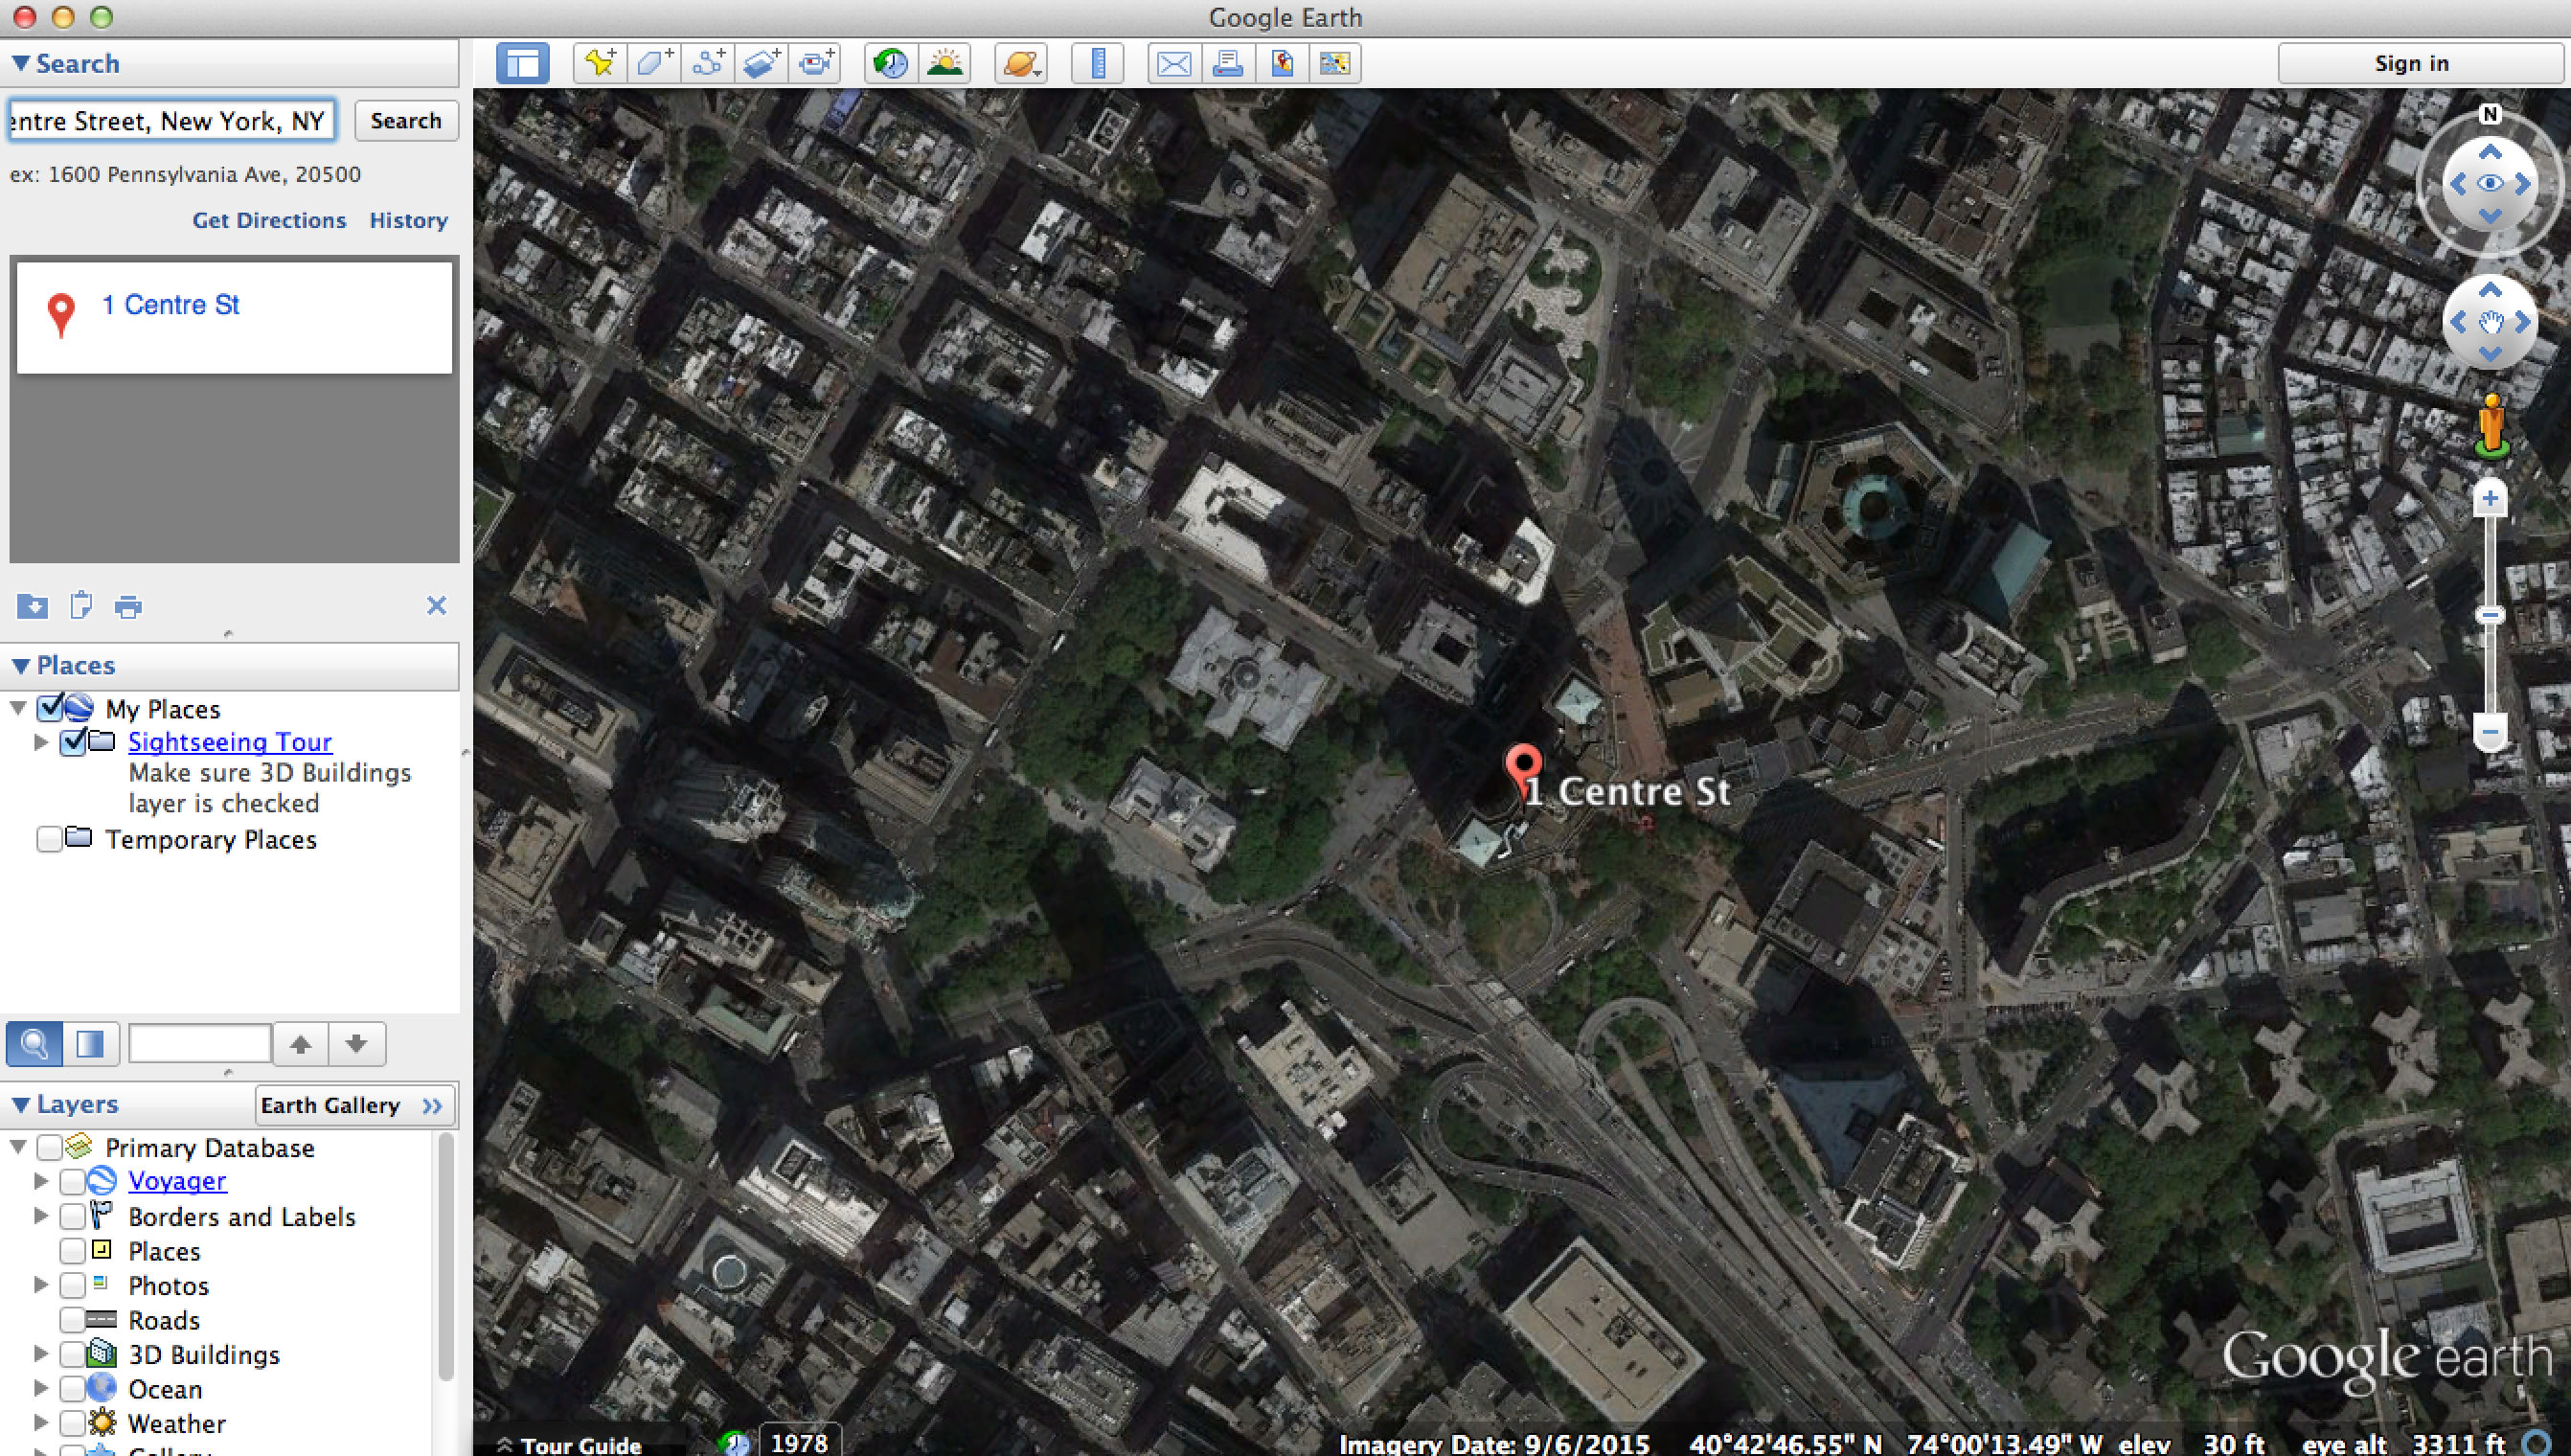 Google Earth
Search
Sign in
entre Street, New York, NY
Search
ex: 1600 Pennsylvania Ave, 20500
Get Directions History
1 Centre St
Places
My Places
Sightseeing Tour
Make sure 3D Buildings
layer is checked
Temporary Places
Layers
Earth Gallery
Primary Database
Voyager
Borders and Labels
Places
Photos
Roads
3D Buildings
Ocean
Weather
Gallery
N
1 Centre St
Google earth
Tour Guide
1978
Imagery Date: 9/6/2015 40°42'46.55" N 74°00'13.49" W elev 30 ft eye alt 3311 ft